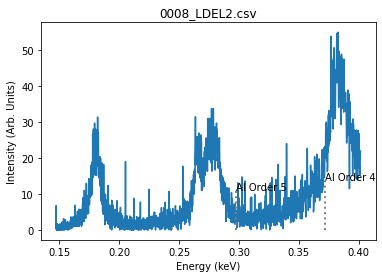 0008_LDEL2.csv
Intensity (Arb. Units)
50
40
30
20
10
0
Al Order 5
Al Order 4
0.15
0.20
0.25
0.30
0.35
0.40
Energy (keV)